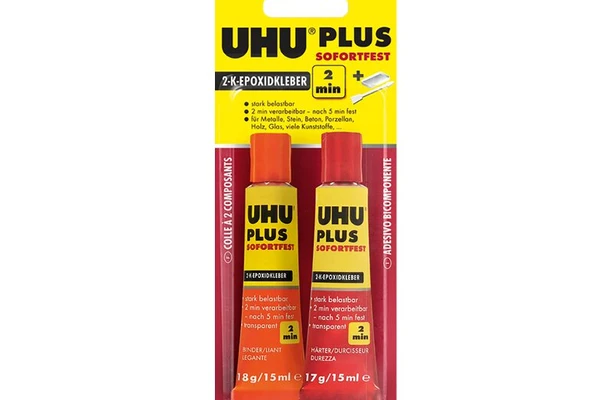 UHU® PLUS
SOFORTFEST
2-K-EPOXIDKLEBER
2
min
+
• stark belastbar
• 2 min verarbeitbar – nach 5 min fest
• für Metalle, Stein, Beton, Porzellan,
Holz, Glas, viele Kunststoffe, ...
COLLE À 2 COMPOSANTS
ADESIVO BICOMPONENTE
UHU
PLUS
SOFORTFEST
2-K-EPOXIDKLEBER
• stark belastbar
• 2 min verarbeitbar
– nach 5 min fest
• transparent
2
min
BINDER/LIANT
LEGANTE
18g/15ml e
UHU
PLUS
SOFORTFEST
2-K-EPOXIDKLEBER
• stark belastbar
• 2 min verarbeitbar
– nach 5 min fest
• transparent
2
min
HÄRTER/DURCISSEUR
DUREZZA
17g/15ml e